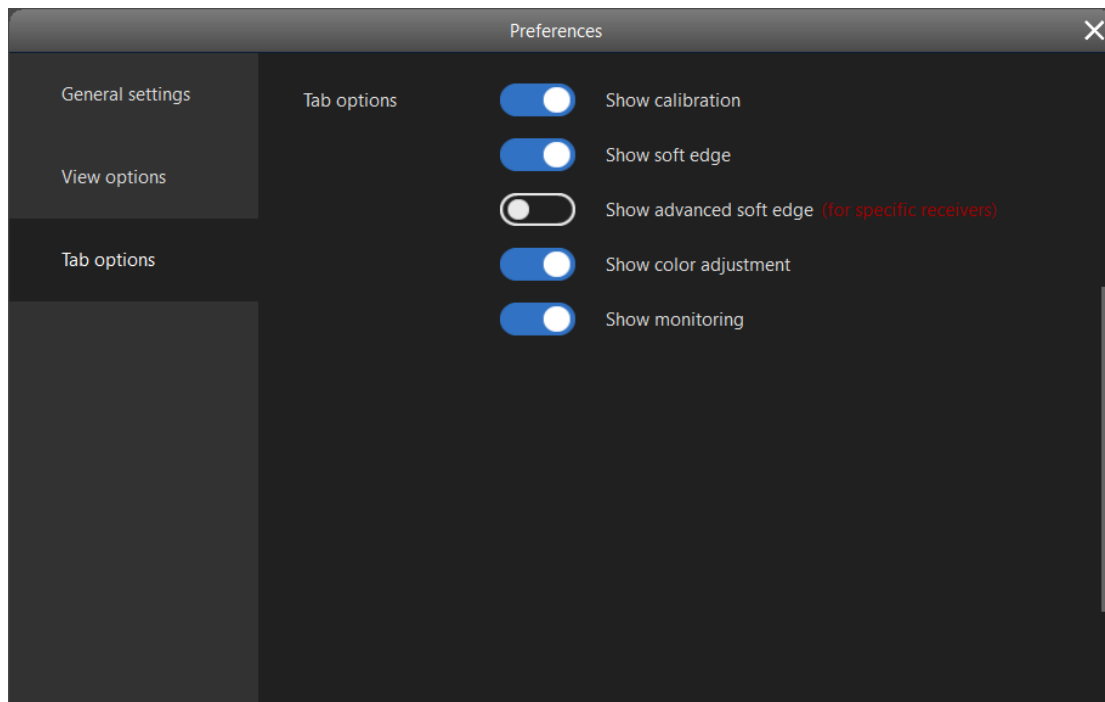 Preferences
General settings
View options
Tab options
Tab options
Show calibration
Show soft edge
Show advanced soft edge (for specific receivers)
Show color adjustment
Show monitoring